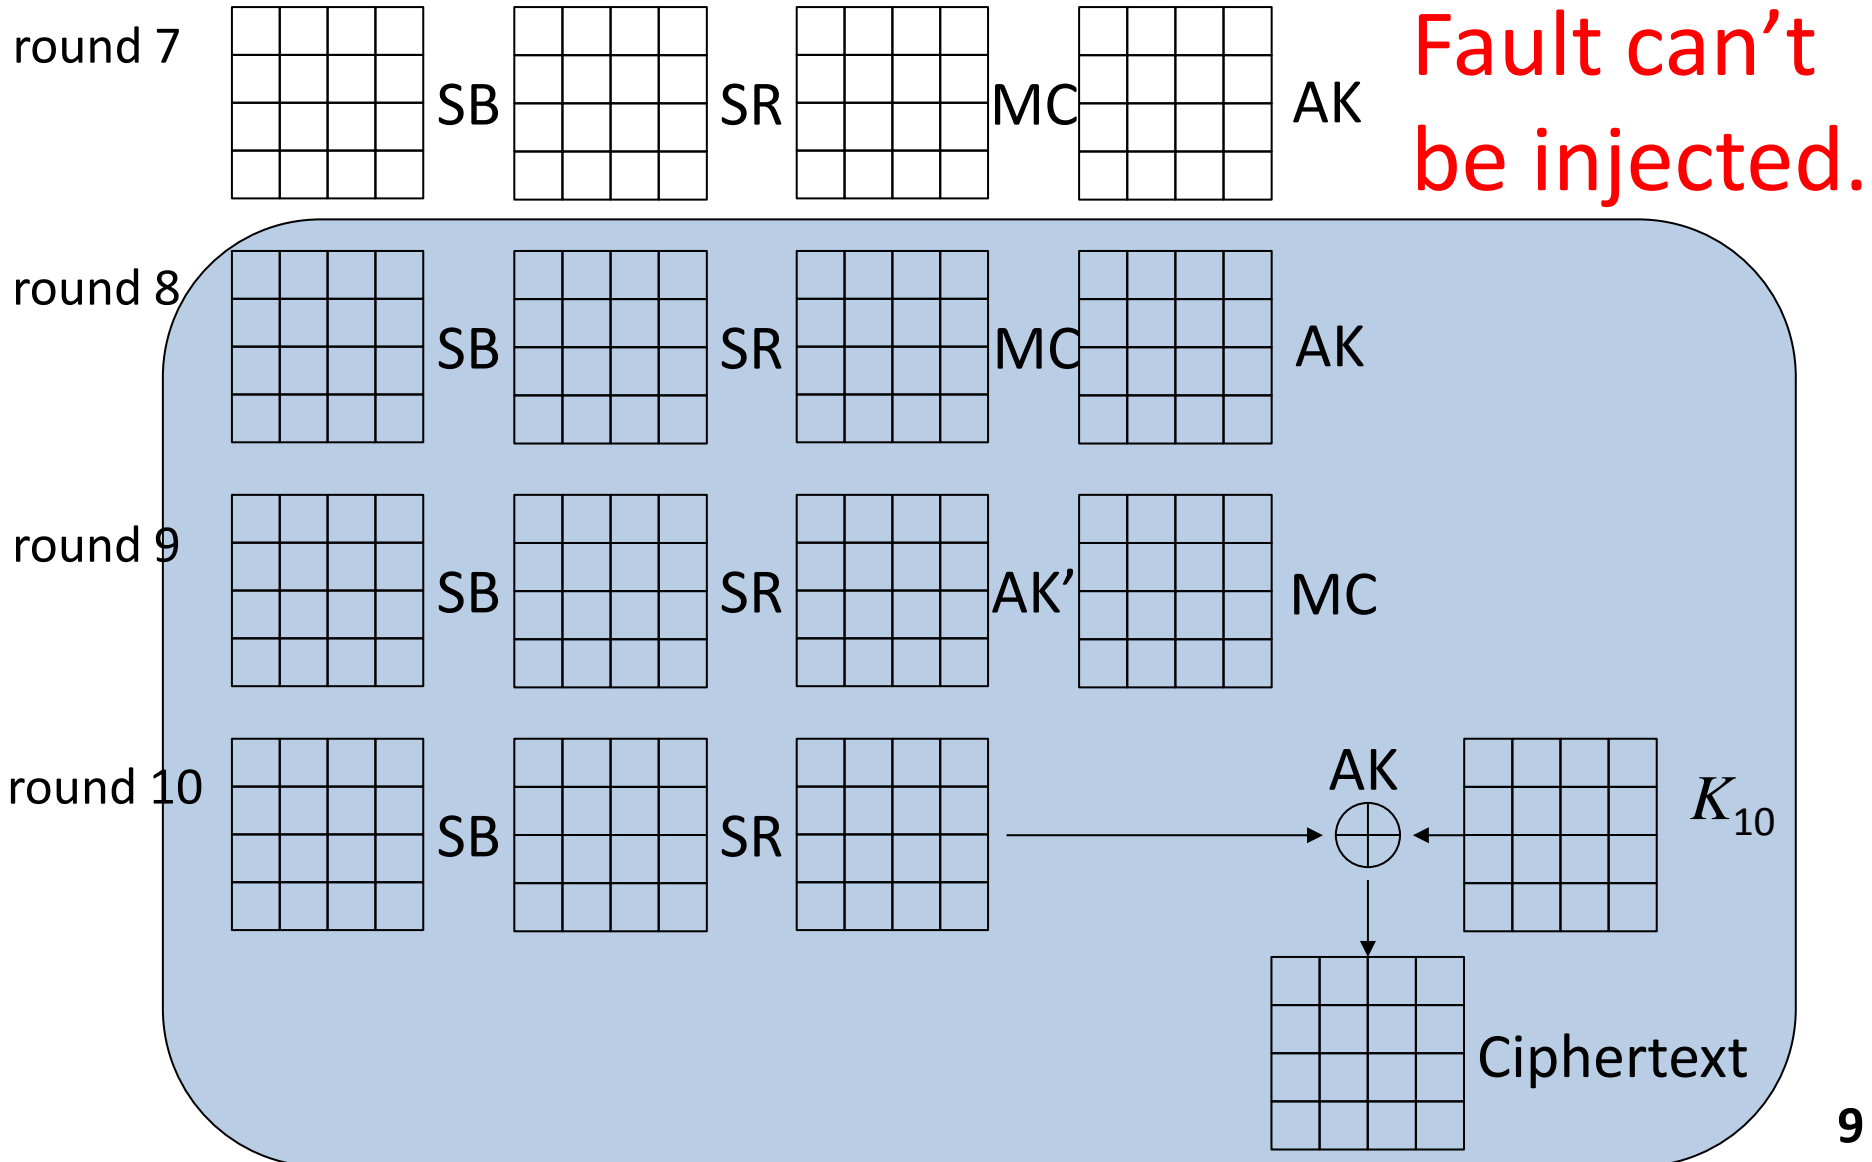 round 7
SB SR MC AK
Fault can’t
be injected.
round 8
SB SR MC AK
round 9
SB SR AK’ MC
round 10
SB SR
AK
K10
Ciphertext
9